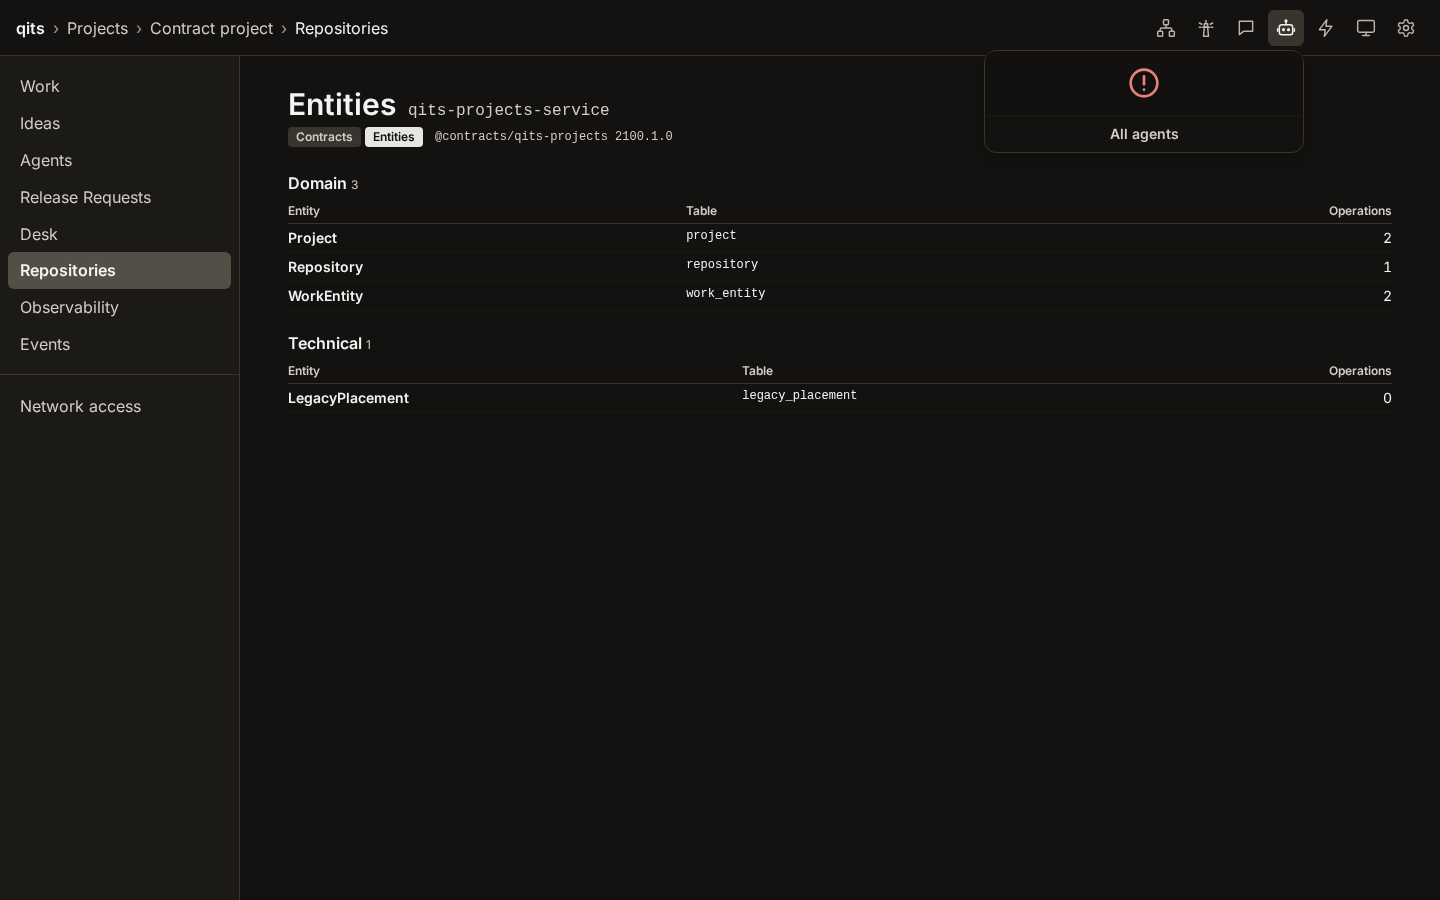 qits › Projects › Contract project › Repositories
Work
Ideas
Agents
Release Requests
Desk
Repositories
Observability
Events
Network access
All agents
Entities qits-projects-service
Contracts Entities @contracts/qits-projects 2100.1.0
Domain 3
Entity Table Operations
Project project 2
Repository repository 1
WorkEntity work_entity 2
Technical 1
Entity Table Operations
LegacyPlacement legacy_placement 0